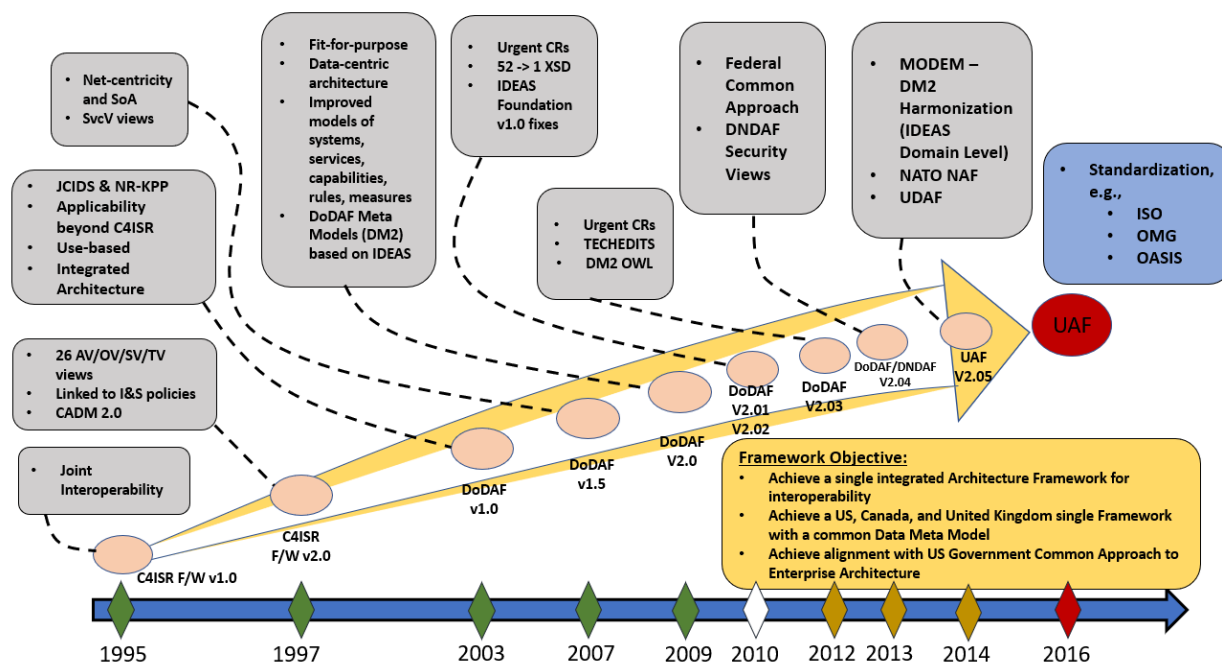 Net-centricity
and SoA
SvcV views
Fit-for-purpose
Data-centric
architecture
Improved
models of
systems,
services,
capabilities,
rules, measures
DoDAF Meta
Models (DM2)
based on IDEAS
Urgent CRs
52 -> 1 XSD
IDEAS
Foundation
v1.0 fixes
Federal
Common
Approach
DNDAF
Security
Views
MODEM –
DM2
Harmonization
(IDEAS
Domain Level)
NATO NAF
UDAF
Standardization,
e.g.,
ISO
OMG
OASIS
JCIDS & NR-KPP
Applicability
beyond C4ISR
Use-based
Integrated
Architecture
Urgent CRs
TECHEDITS
DM2 OWL
26 AV/OV/SV/TV
views
Linked to I&S policies
CADM 2.0
Joint
Interoperability
C4ISR F/W v1.0
C4ISR
F/W v2.0
DoDAF
v1.0
DoDAF
v1.5
DoDAF
V2.0
DoDAF
V2.01
V2.02
DoDAF
V2.03
DoDAF/DNDAF
V2.04
UAF
V2.05
UAF
Framework Objective:
Achieve a single integrated Architecture Framework for
interoperability
Achieve a US, Canada, and United Kingdom single Framework
with a common Data Meta Model
Achieve alignment with US Government Common Approach to
Enterprise Architecture
1995
1997
2003
2007
2009
2010
2012
2013
2014
2016